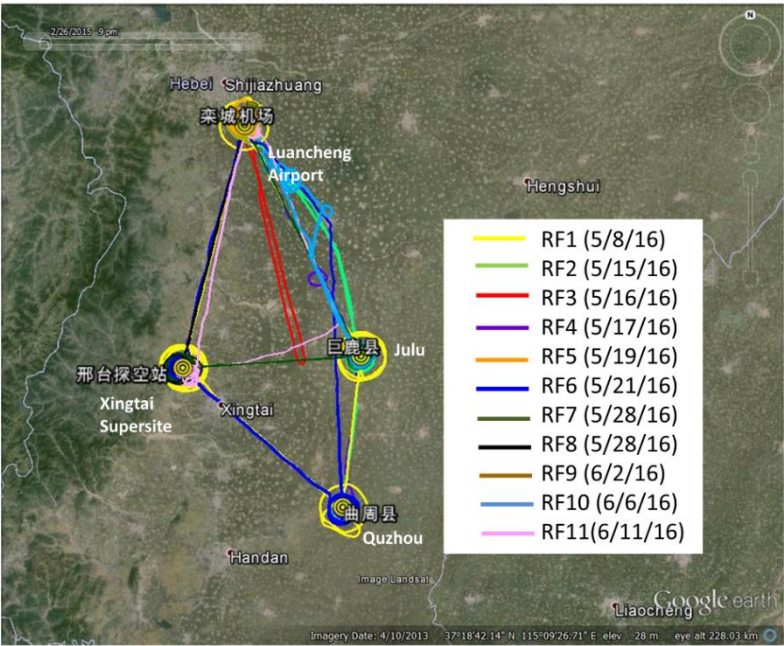 2/26/2015 9 pm
N
Hebei
Shijiazhuang
栾城机场
Luancheng
Airport
Hengshui
RF1 (5/8/16)
RF2 (5/15/16)
RF3 (5/16/16)
RF4 (5/17/16)
RF5 (5/19/16)
RF6 (5/21/16)
RF7 (5/28/16)
RF8 (5/28/16)
RF9 (6/2/16)
RF10 (6/6/16)
RF11(6/11/16)
巨鹿县
Julu
邢台探空站
Xingtai
Supersite
Xingtai
曲周县
Quzhou
Handan
Image Landsat
Google earth
Liaocheng
Imagery Date: 4/10/2013 37°18'42.14" N 115°09'26.71" E elev 28 m eye alt 228.03 km